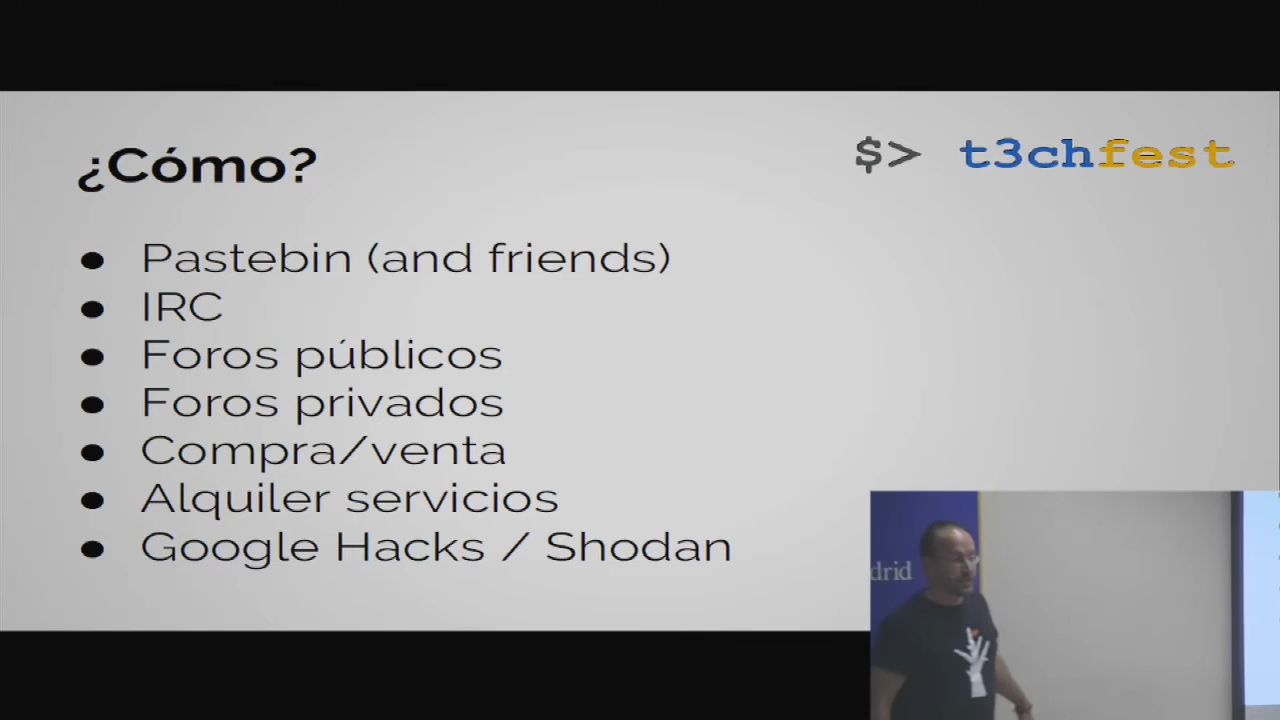 ¿Cómo?
$> t3chfest
● Pastebin (and friends)
● IRC
● Foros públicos
● Foros privados
● Compra/venta
● Alquiler servicios
● Google Hacks / Shodan
drid